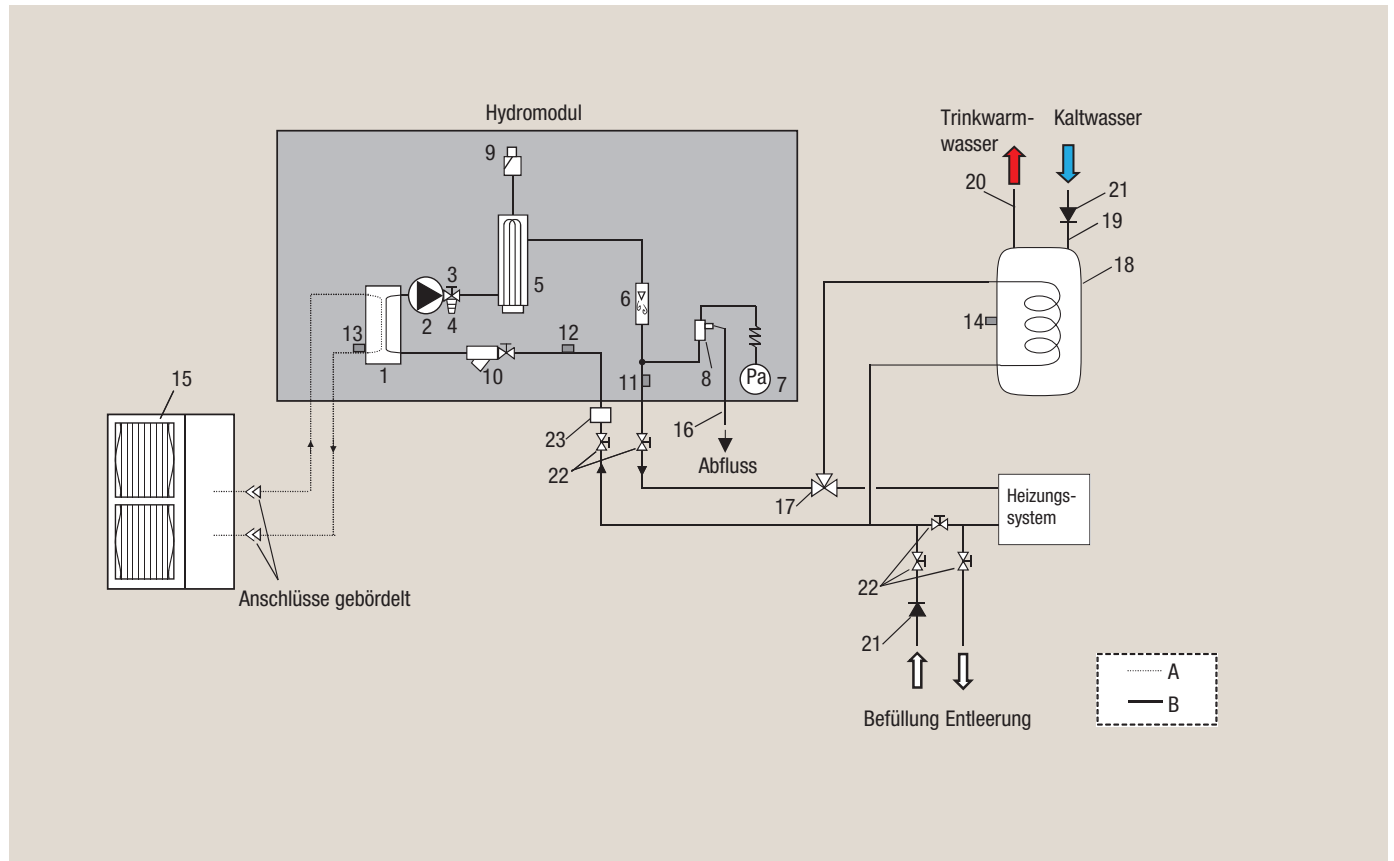 Hydromodul
Trinkwarm-
wasser
Kaltwasser
9
20
21
19
3
5
6
18
13
2
4
12
14
1
10
11
8
Pa
7
15
23
16
22
Abfluss
17
Heizungs-
system
22
Anschlüsse gebördelt
21
A
B
Befüllung
Entleerung